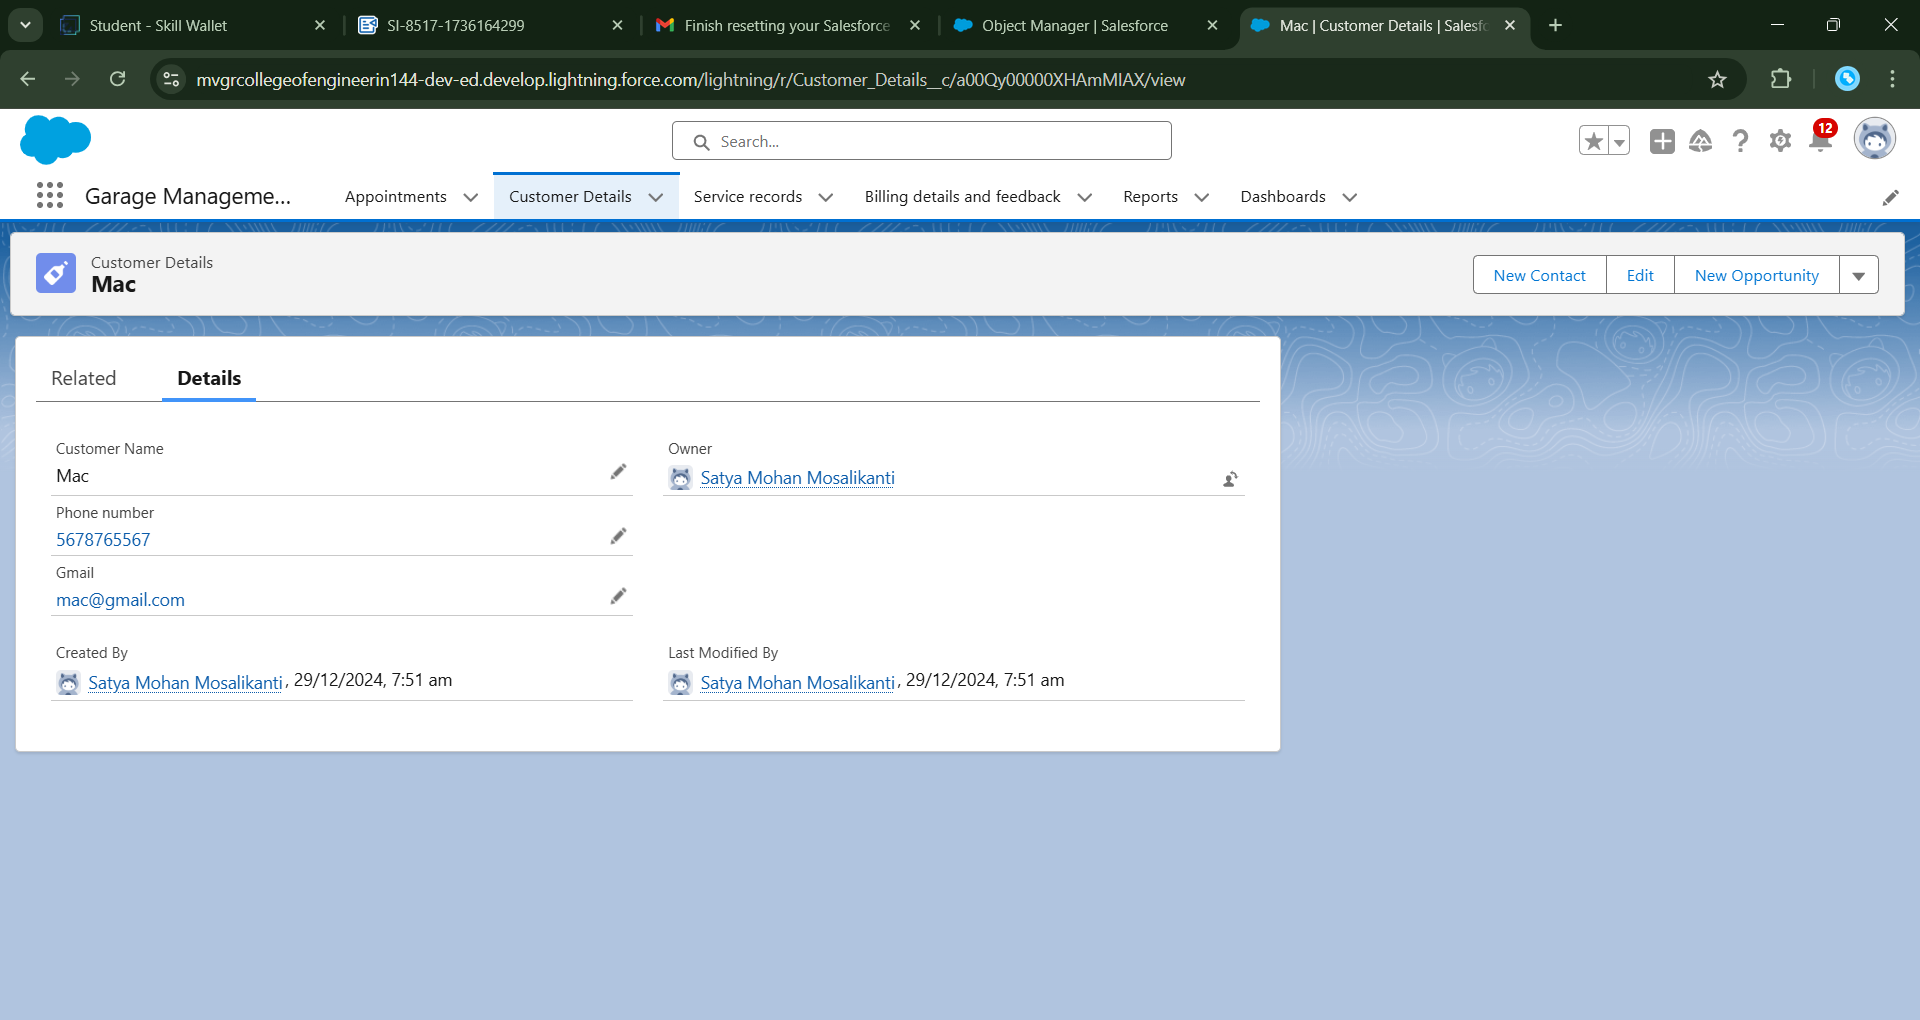 Student - Skill Wallet
SI-8517-1736164299
Finish resetting your Salesforce
Object Manager | Salesforce
Mac | Customer Details | Salesfo
mvgrcollegeofengineerin144-dev-ed.develop.lightning.force.com/lightning/r/Customer_Details__c/a00Qy00000XHAmMIAX/view
Search...
12
Garage Manageme...
Appointments
Customer Details
Service records
Billing details and feedback
Reports
Dashboards
Customer Details
Mac
New Contact
Edit
New Opportunity
Related
Details
Customer Name
Mac
Owner
Satya Mohan Mosalikanti
Phone number
5678765567
Gmail
mac@gmail.com
Created By
Satya Mohan Mosalikanti, 29/12/2024, 7:51 am
Last Modified By
Satya Mohan Mosalikanti, 29/12/2024, 7:51 am